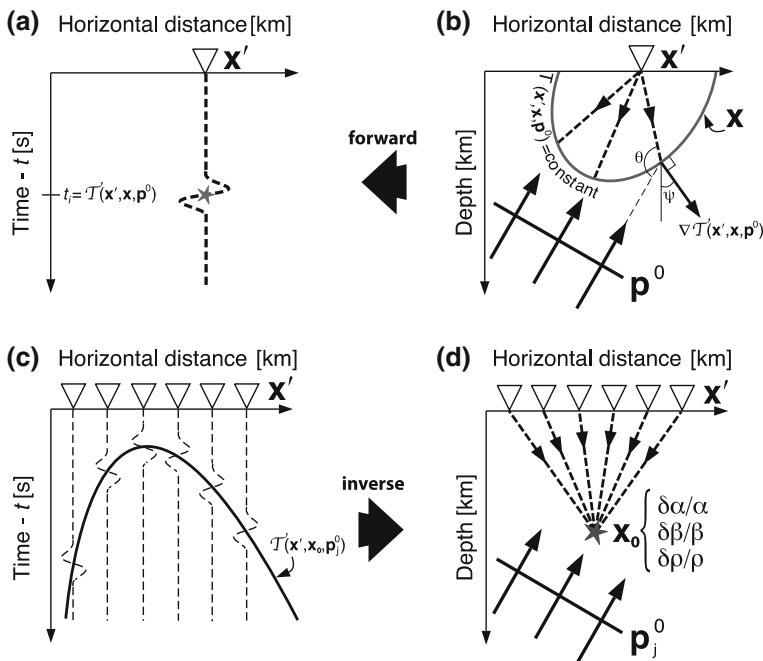 (a)
Horizontal distance [km]
x′
Time - t [s]
tᵢ= 𝒯(x′,x,p⁰)
forward
(b)
Horizontal distance [km]
x′
Depth [km]
T(x′,x,p⁰)=constant
x
θ
ψ
∇𝒯(x′,x,p⁰)
p⁰
(c)
Horizontal distance [km]
x′
Time - t [s]
𝒯(x′,x₀,pⱼ⁰)
inverse
(d)
Horizontal distance [km]
x′
Depth [km]
x₀
δα/α
δβ/β
δρ/ρ
pⱼ⁰